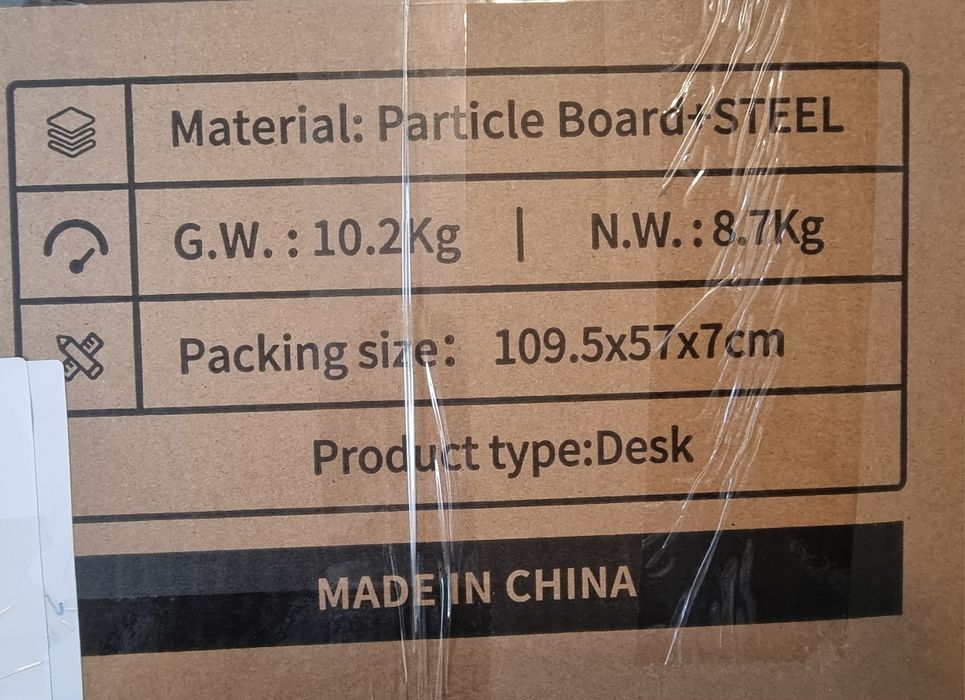 Material: Particle Board+STEEL
G.W. : 10.2Kg | N.W. : 8.7Kg
Packing size: 109.5x57x7cm
Product type:Desk
MADE IN CHINA